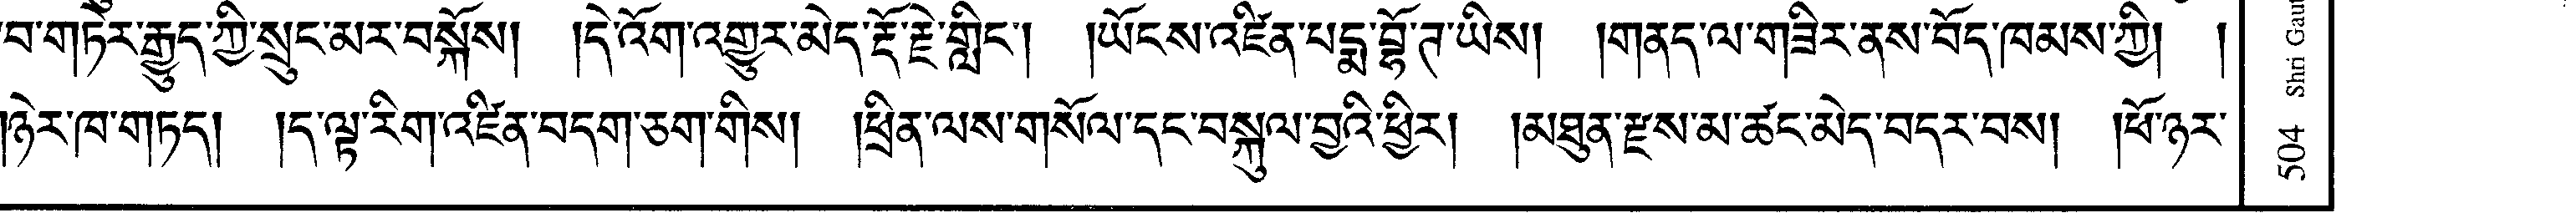 བ་གཏེར་རྒྱུད་ཀྱི་སྲུང་མར་བསྐོས། །དེ་འོག་འགྱུར་མེད་རྡོ་རྗེ་གླིང་། །ཡོངས་འཛིན་པདྨ་བྷོ་ཊ་ཡིས། །གནད་ལ་གཟིར་ནས་བོད་ཁམས་ཀྱི། །
།ཉེར་ཁ་གཏད། །ད་ལྟ་རིག་འཛིན་བདག་ཅག་གིས། །ཕྲིན་ལས་གསོལ་དང་བསྐུལ་བྱའི་ཕྱིར། །མཐུན་རྫས་མ་ཚང་མེད་བདར་བས། །ཕོ་ཉར་
504 Shri Gaut